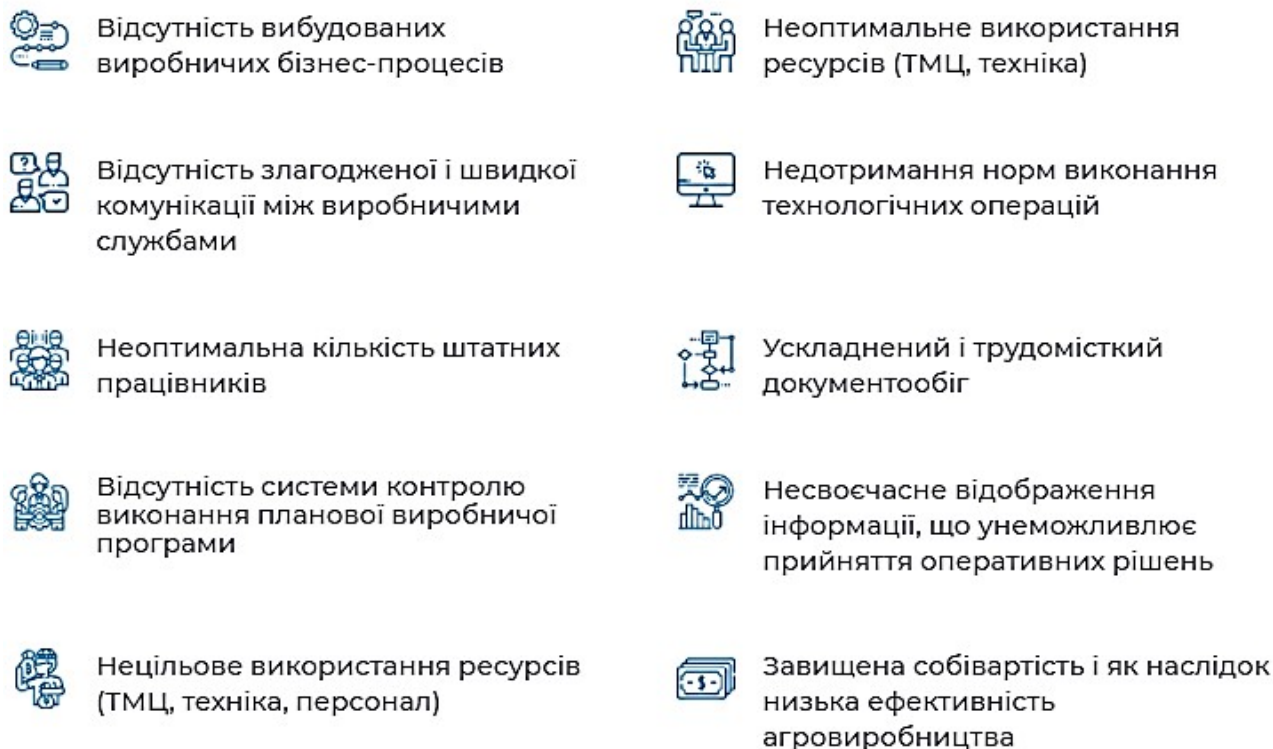 Відсутність вибудованих
виробничих бізнес-процесів
Відсутність злагодженої і швидкої
комунікації між виробничими
службами
Неоптимальна кількість штатних
працівників
Відсутність системи контролю
виконання планової виробничої
програми
Нецільове використання ресурсів
(ТМЦ, техніка, персонал)
Неоптимальне використання
ресурсів (ТМЦ, техніка)
Недотримання норм виконання
технологічних операцій
Ускладнений і трудомісткий
документообіг
Несвоєчасне відображення
інформації, що унеможливлює
прийняття оперативних рішень
Завищена собівартість і як наслідок
низька ефективність
агровиробництва